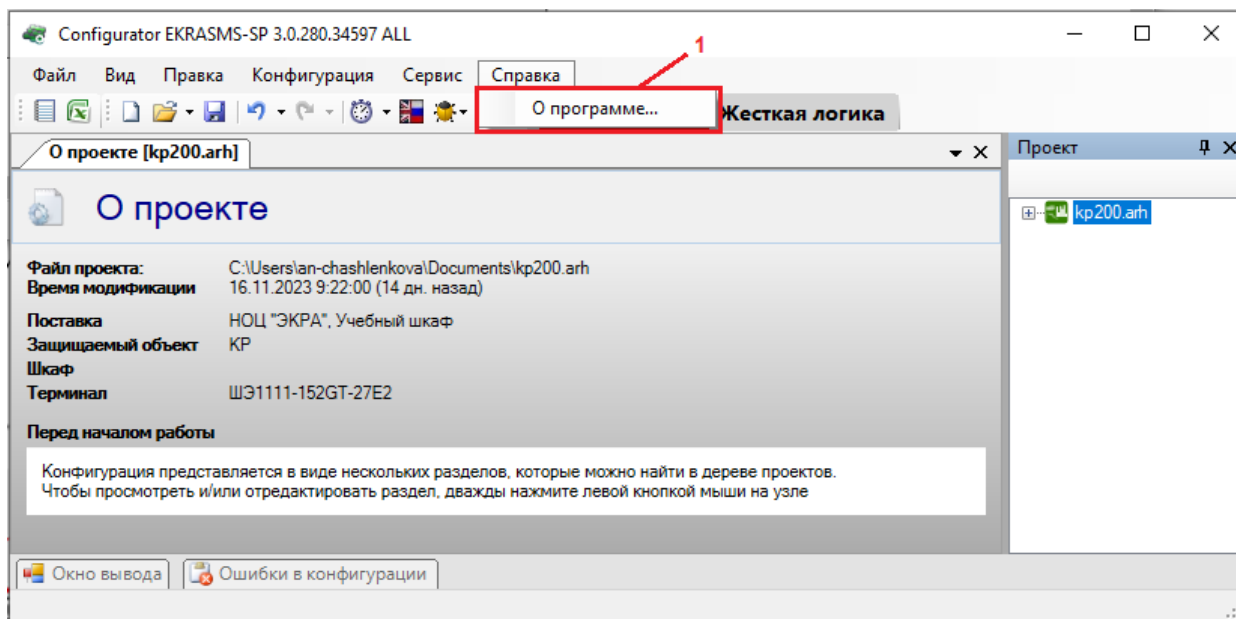 Configurator EKRASMS-SP 3.0.280.34597 ALL
1
Файл Вид Правка Конфигурация Сервис Справка
О программе...
Жесткая логика
О проекте [kp200.arh]
Проект
О проекте
kp200.arh
Файл проекта: C:\Users\an-chashlenkova\Documents\kp200.arh
Время модификации 16.11.2023 9:22:00 (14 дн. назад)
Поставка НОЦ "ЭКРА", Учебный шкаф
Защищаемый объект КР
Шкаф
Терминал ШЭ1111-152GT-27E2
Перед началом работы
Конфигурация представляется в виде нескольких разделов, которые можно найти в дереве проектов.
Чтобы просмотреть и/или отредактировать раздел, дважды нажмите левой кнопкой мыши на узле
Окно вывода Ошибки в конфигурации